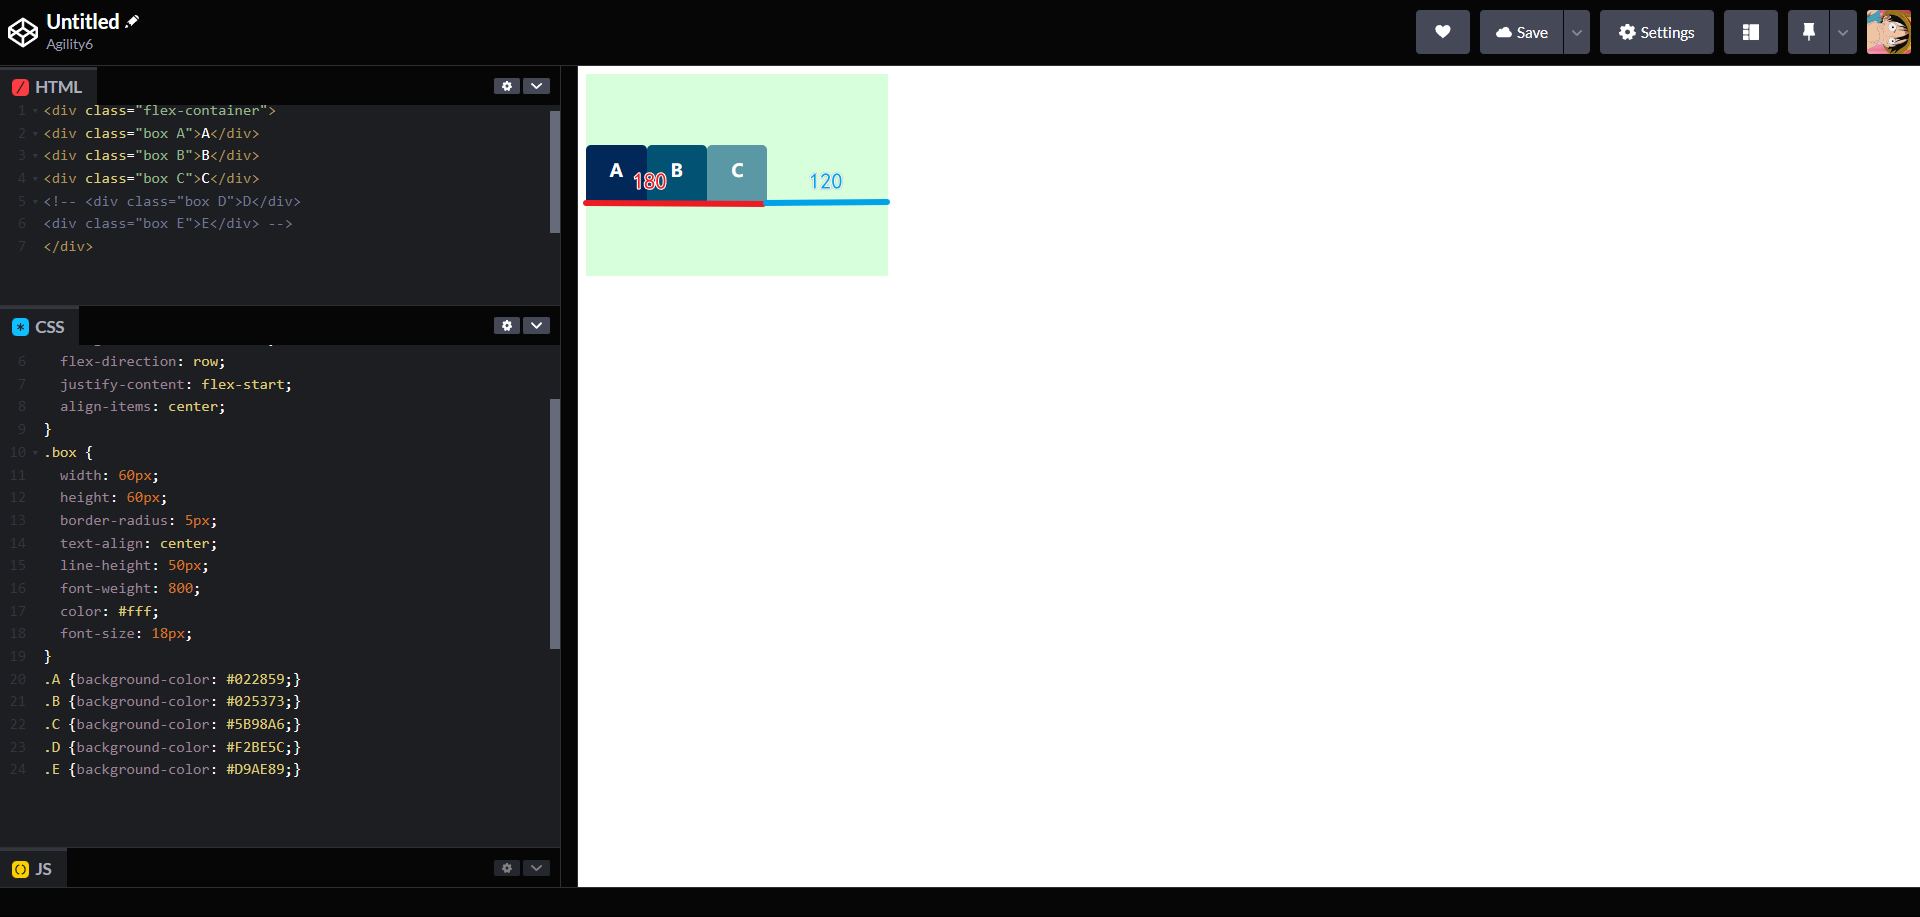 Untitled
Agility6
Save
Settings
HTML
1 <div class="flex-container">
2 <div class="box A">A</div>
3 <div class="box B">B</div>
4 <div class="box C">C</div>
5 <!-- <div class="box D">D</div>
6 <div class="box E">E</div> -->
7 </div>
CSS
6 flex-direction: row;
7 justify-content: flex-start;
8 align-items: center;
9 }
10 .box {
11 width: 60px;
12 height: 60px;
13 border-radius: 5px;
14 text-align: center;
15 line-height: 50px;
16 font-weight: 800;
17 color: #fff;
18 font-size: 18px;
19 }
20 .A {background-color: #022859;}
21 .B {background-color: #025373;}
22 .C {background-color: #5B98A6;}
23 .D {background-color: #F2BE5C;}
24 .E {background-color: #D9AE89;}
JS
A B C
180 120